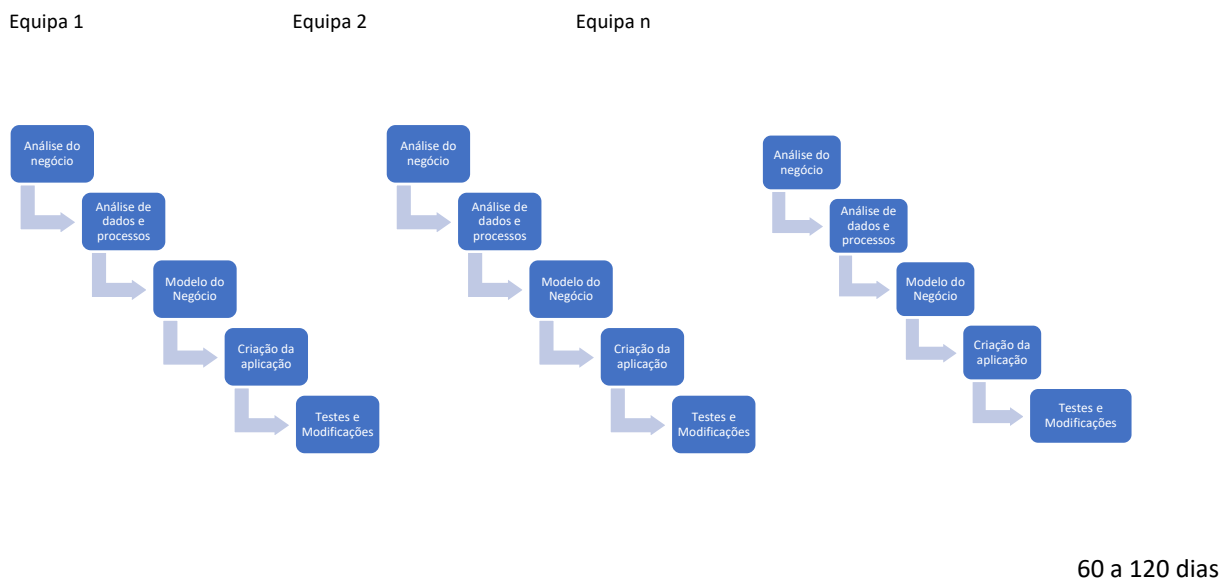 Equipa 1
Equipa 2
Equipa n
Análise do
negócio
Análise de
dados e
processos
Modelo do
Negócio
Criação da
aplicação
Testes e
Modificações
Análise do
negócio
Análise de
dados e
processos
Modelo do
Negócio
Criação da
aplicação
Testes e
Modificações
Análise do
negócio
Análise de
dados e
processos
Modelo do
Negócio
Criação da
aplicação
Testes e
Modificações
60 a 120 dias